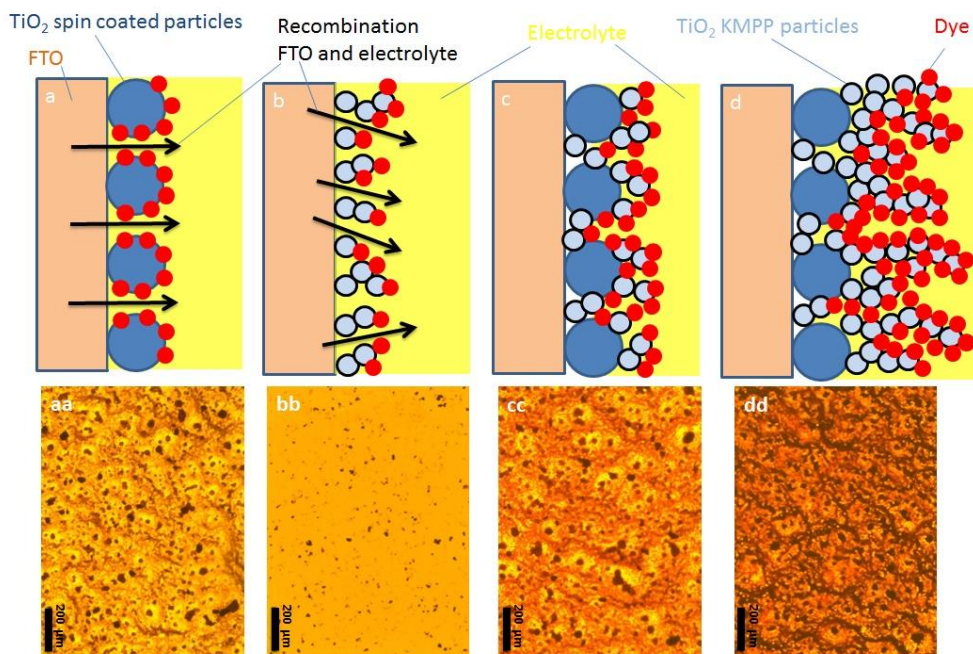 TiO₂ spin coated particles
Recombination
FTO and electrolyte
Electrolyte
TiO₂ KMPP particles
Dye
FTO
a
b
c
d
aa
bb
cc
dd
200 µm
200 µm
200 µm
200 µm